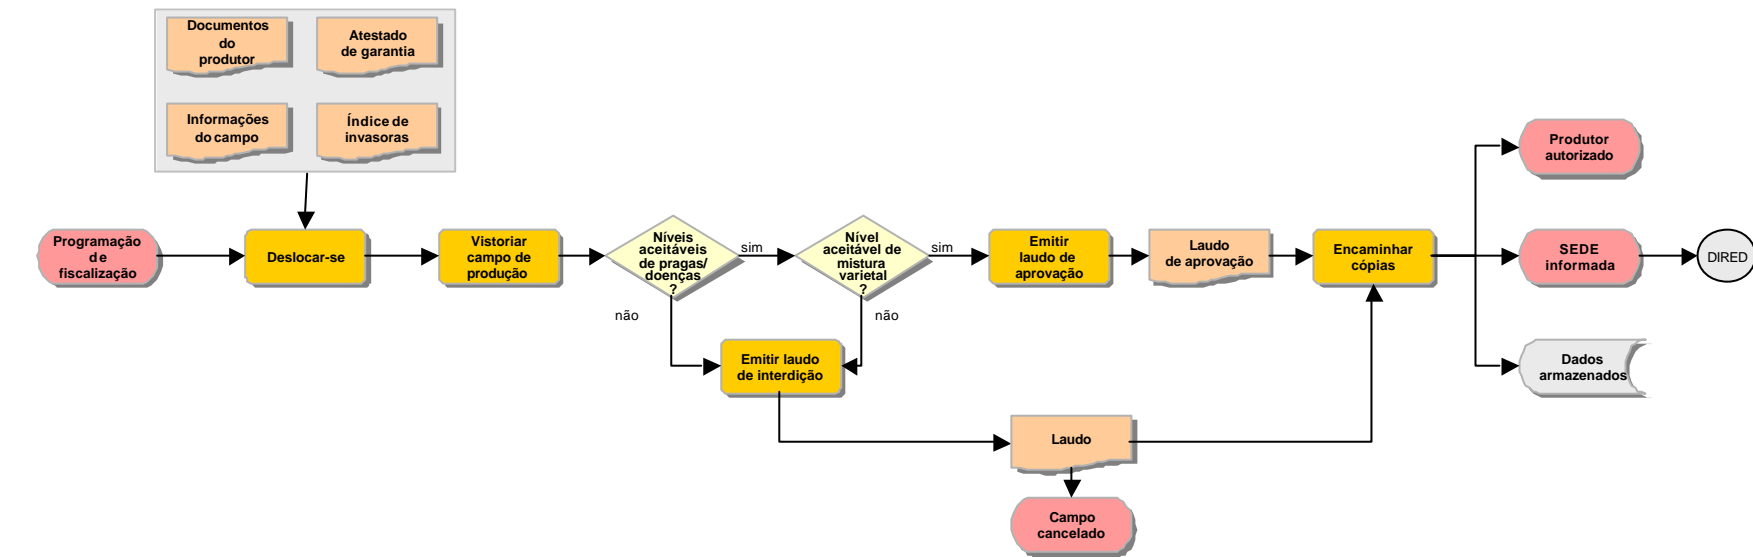 Documentos
do
produtor
Atestado
de garantia
Informações
do campo
Índice de
invasoras
Programação
de
fiscalização
Deslocar-se
Vistoriar
campo de
produção
Níveis
aceitáveis
de pragas/
doenças
?
sim
não
Nível
aceitável de
mistura
varietal
?
sim
não
Emitir
laudo de
aprovação
Laudo
de aprovação
Encaminhar
cópias
Produtor
autorizado
SEDE
informada
DIRED
Dados
armazenados
Emitir laudo
de interdição
Laudo
Campo
cancelado